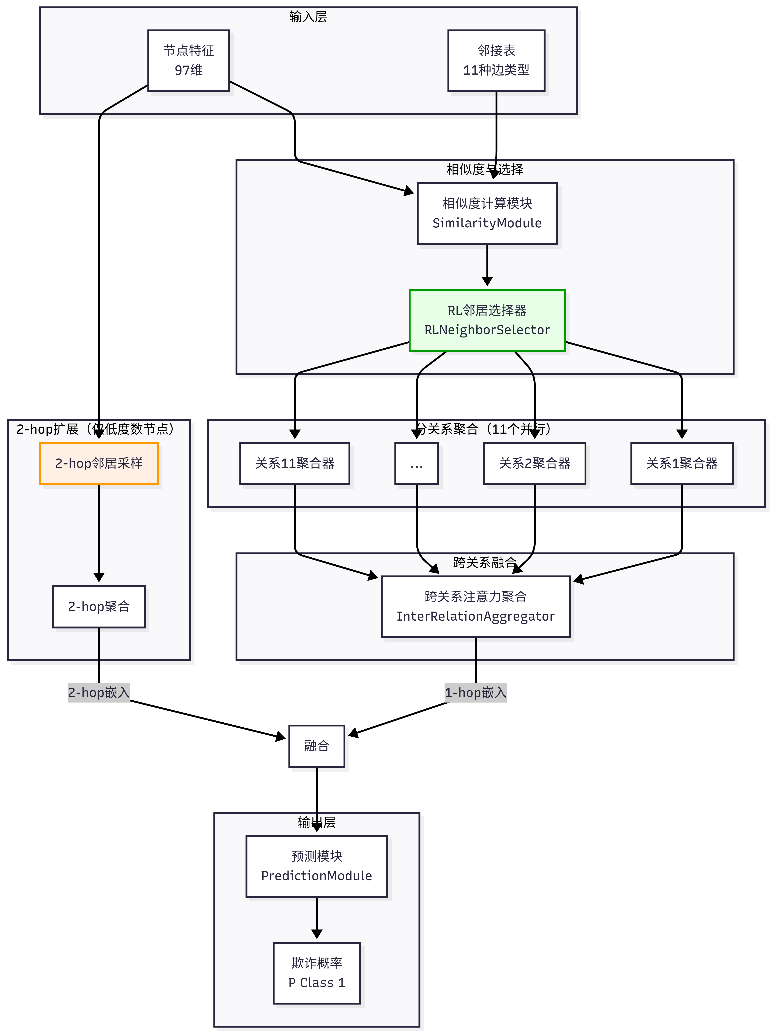 输入层
节点特征
97维
邻接表
11种边类型
相似度与选择
相似度计算模块
SimilarityModule
RL邻居选择器
RLNeighborSelector
2-hop扩展（仅低度数节点）
2-hop邻居采样
2-hop聚合
分关系聚合（11个并行）
关系11聚合器
...
关系2聚合器
关系1聚合器
跨关系融合
跨关系注意力聚合
InterRelationAggregator
2-hop嵌入
1-hop嵌入
融合
输出层
预测模块
PredictionModule
欺诈概率
P Class 1